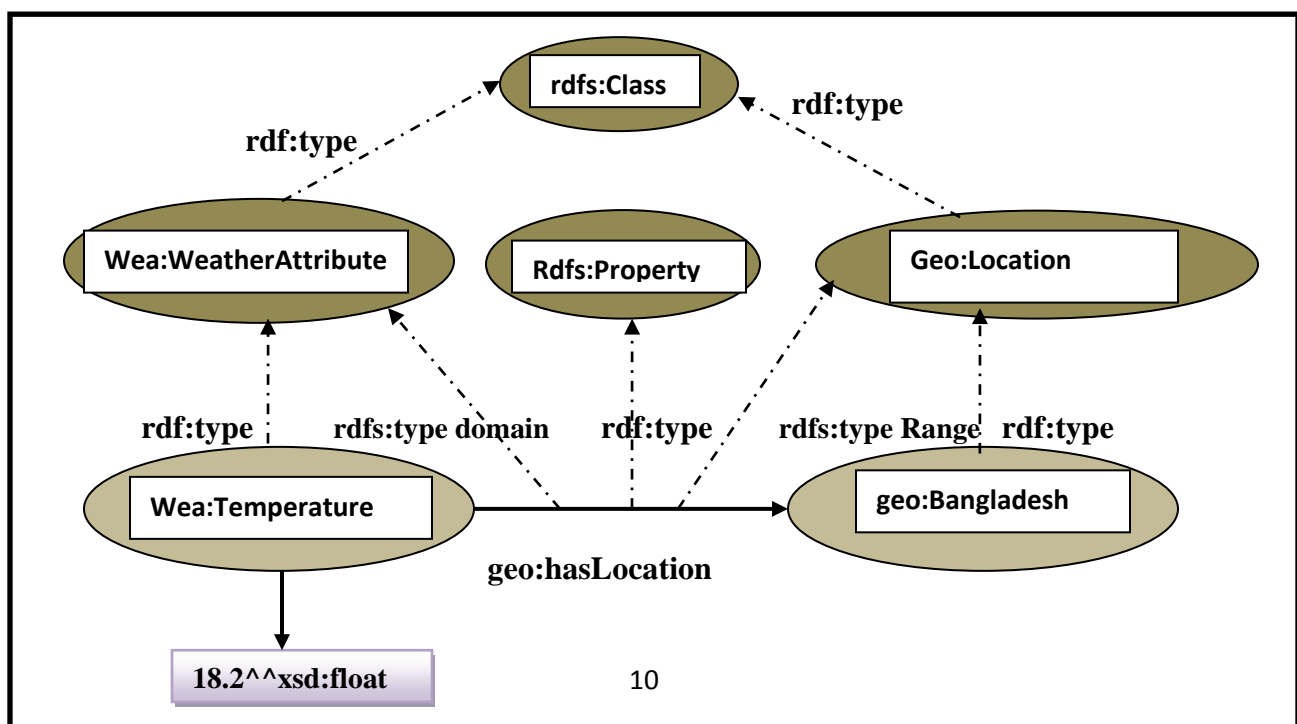 rdfs:Class
rdf:type
rdf:type
Wea:WeatherAttribute
Rdfs:Property
Geo:Location
rdf:type
rdfs:type domain
rdf:type
rdfs:type Range
rdf:type
Wea:Temperature
geo:Bangladesh
geo:hasLocation
18.2^^xsd:float
10